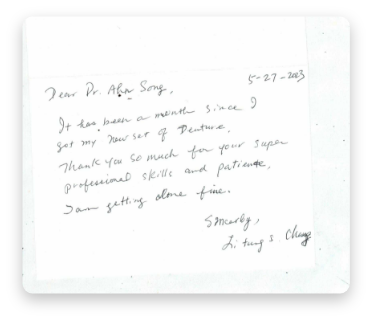 5-27-2023
Dear Dr. Ahn Song,
It has been a month since I
got my new set of Denture.
Thank you so much for your super
professional skills and patience,
I am getting alone fine.
Sincerely,
Li tung S. Chung